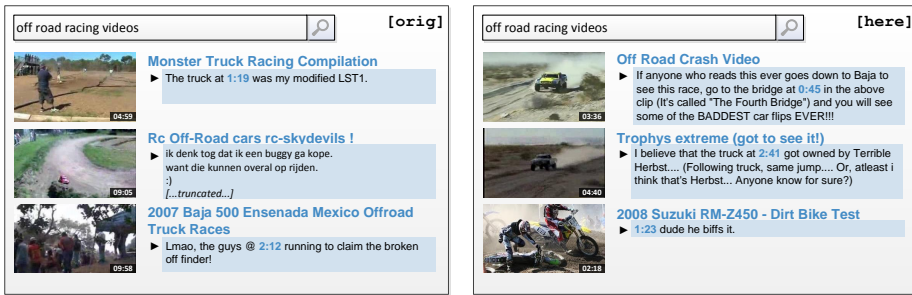 off road racing videos
[orig]
Monster Truck Racing Compilation
► The truck at 1:19 was my modified LST1.
04:59
Rc Off-Road cars rc-skydevils !
► ik denk tog dat ik een buggy ga kope.
want die kunnen overal op rijden.
:)
[...truncated...]
09:05
2007 Baja 500 Ensenada Mexico Offroad
Truck Races
► Lmao, the guys @ 2:12 running to claim the broken
off finder!
09:58
off road racing videos
[here]
Off Road Crash Video
► If anyone who reads this ever goes down to Baja to
see this race, go to the bridge at 0:45 in the above
clip (It's called "The Fourth Bridge") and you will see
some of the BADDEST car flips EVER!!!
03:36
Trophys extreme (got to see it!)
► I believe that the truck at 2:41 got owned by Terrible
Herbst.... (Following truck, same jump.... Or, atleast i
think that's Herbst... Anyone know for sure?)
04:40
2008 Suzuki RM-Z450 - Dirt Bike Test
► 1:23 dude he biffs it.
02:18